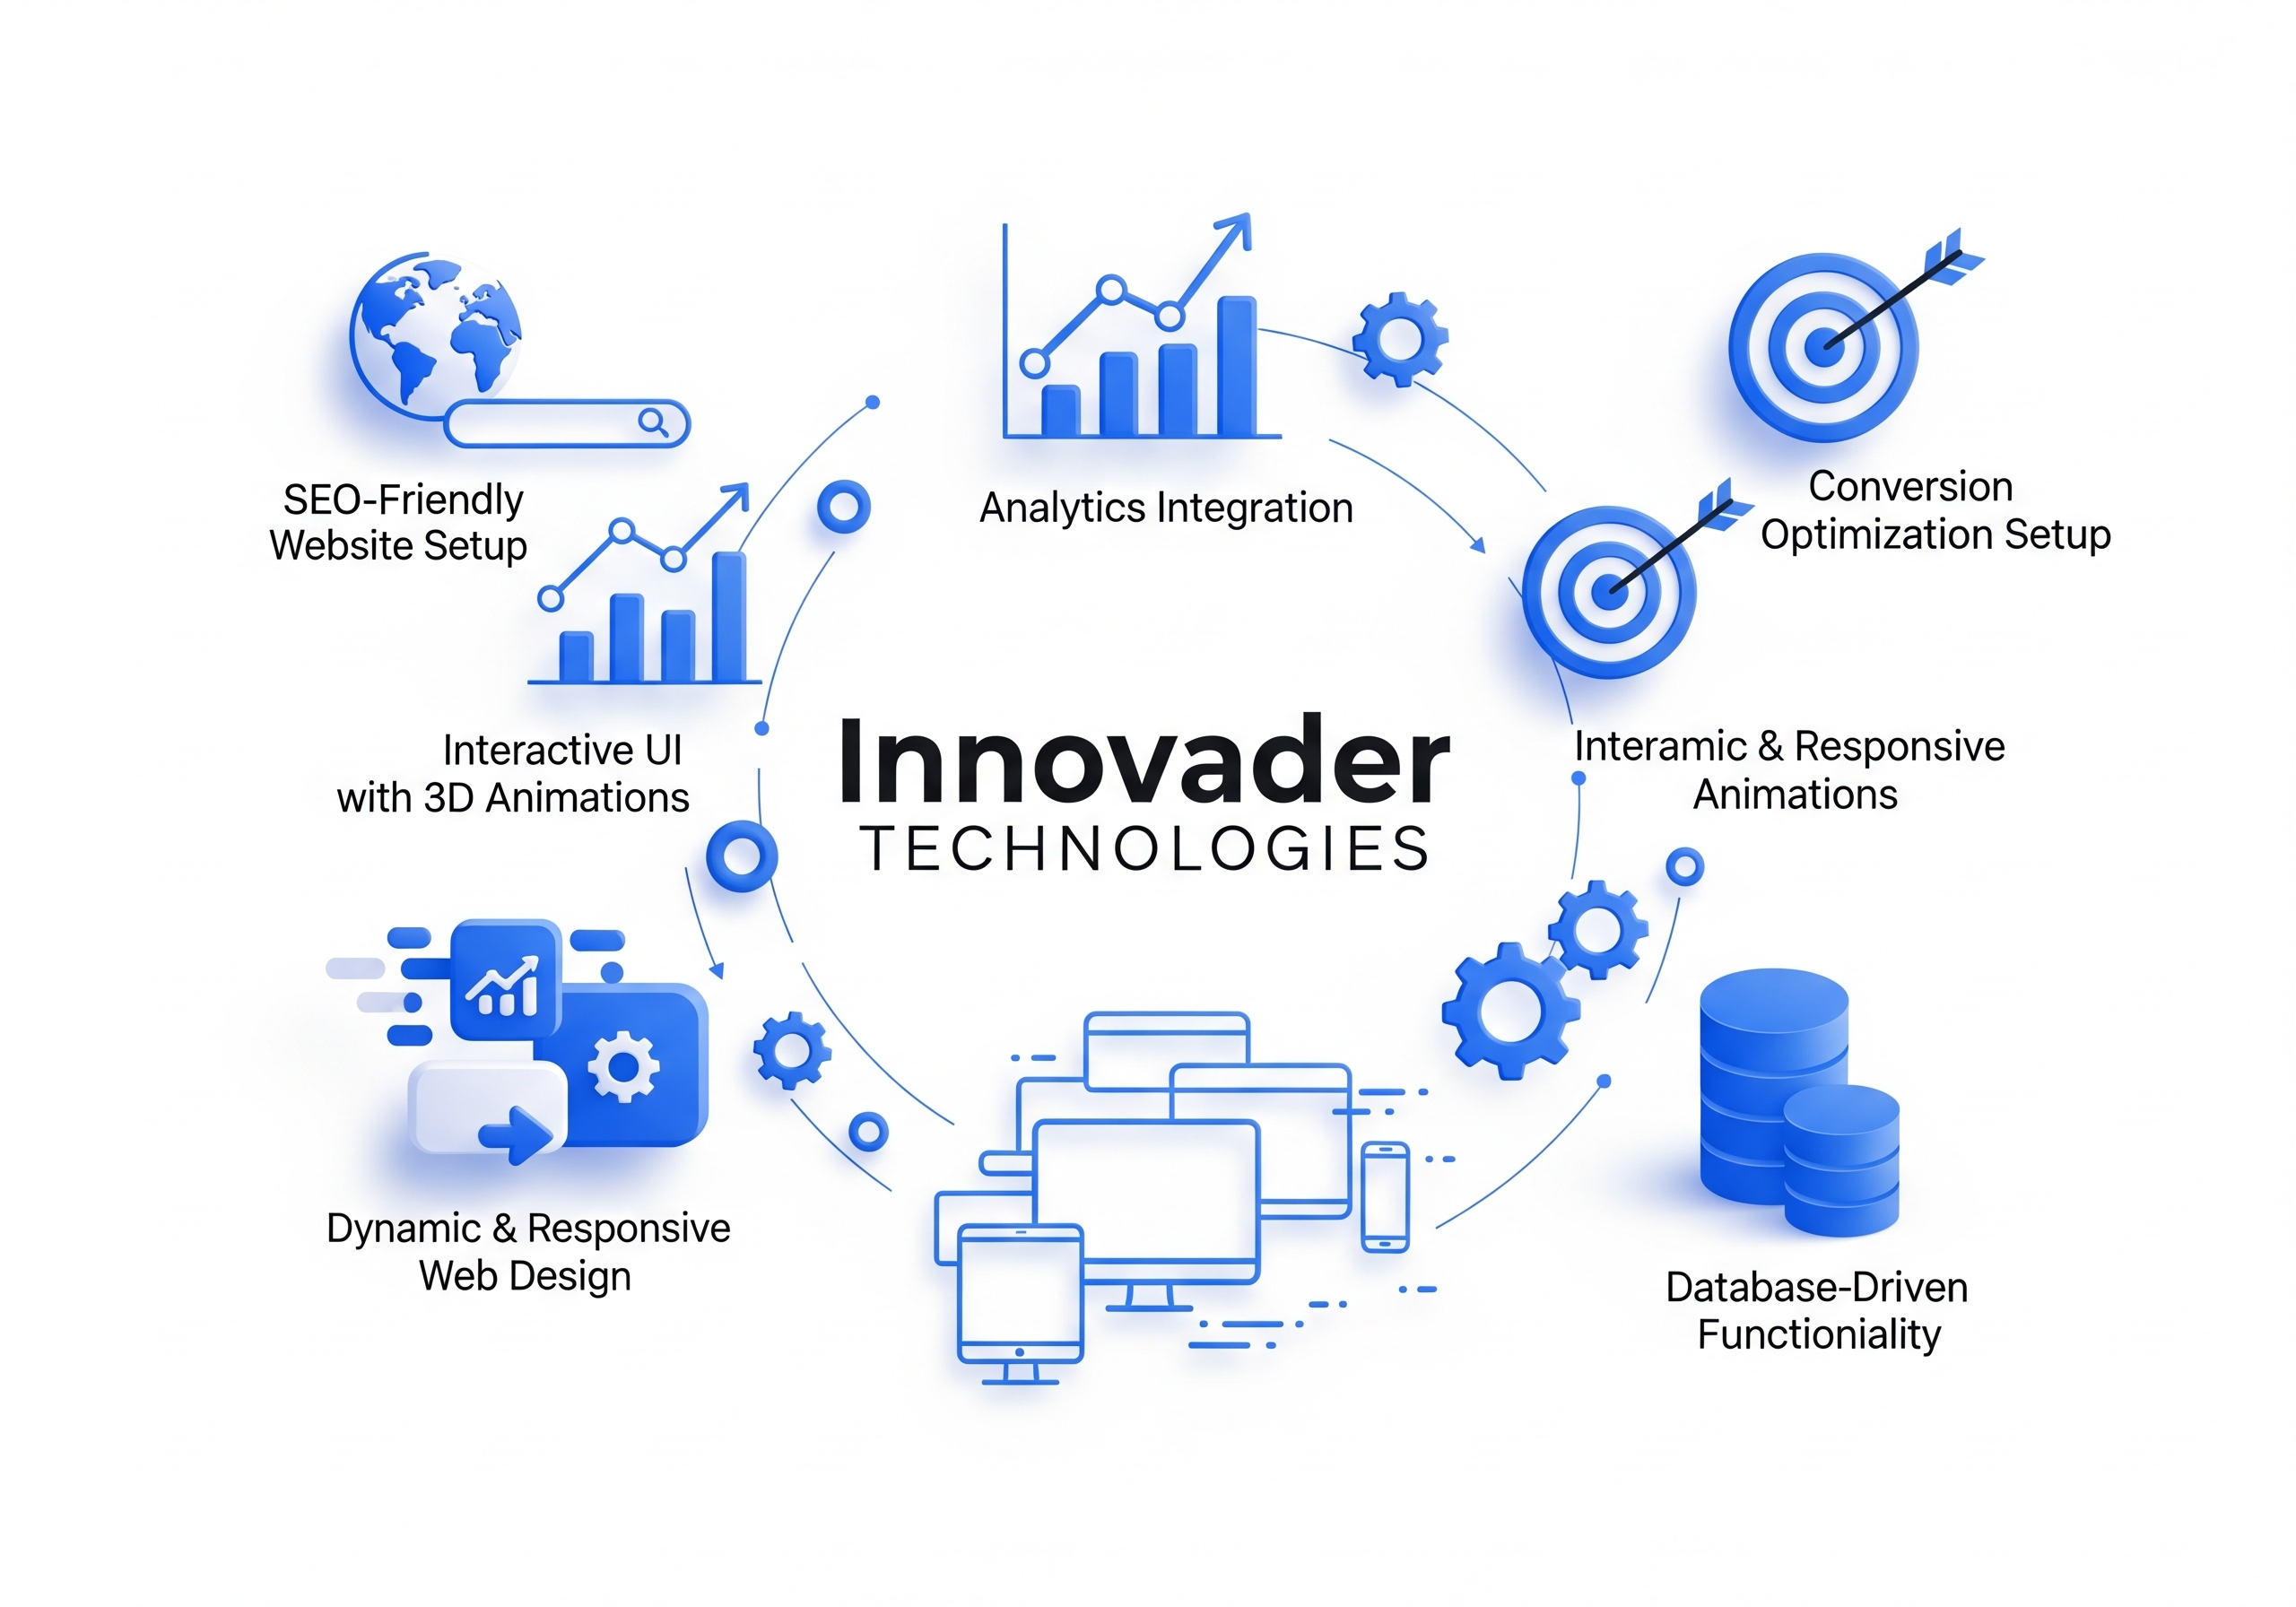 SEO-Friendly
Website Setup
Analytics Integration
Conversion
Optimization Setup
Interactive UI
with 3D Animations
Innovader
TECHNOLOGIES
Interamic & Responsive
Animations
Dynamic & Responsive
Web Design
Database-Driven
Functioniality